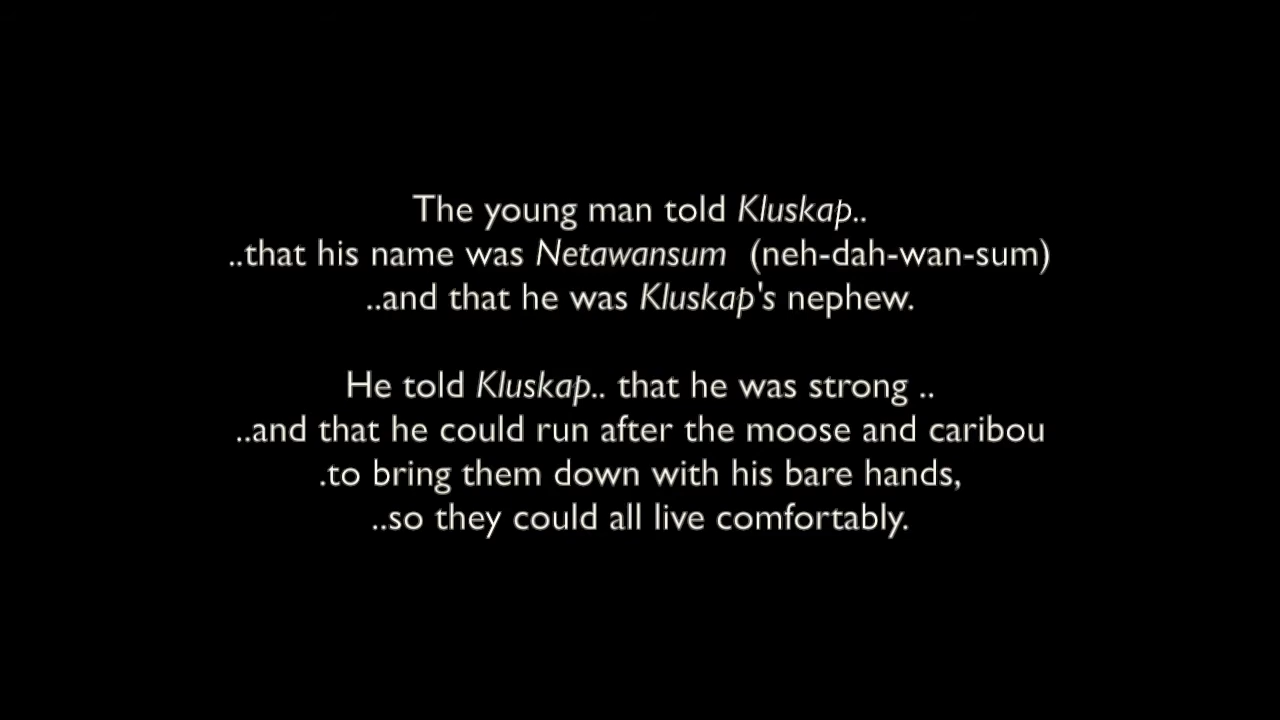 The young man told Kluskap..
..that his name was Netawansum  (neh-dah-wan-sum)
..and that he was Kluskap's nephew.
He told Kluskap.. that he was strong ..
..and that he could run after the moose and caribou
.to bring them down with his bare hands,
..so they could all live comfortably.